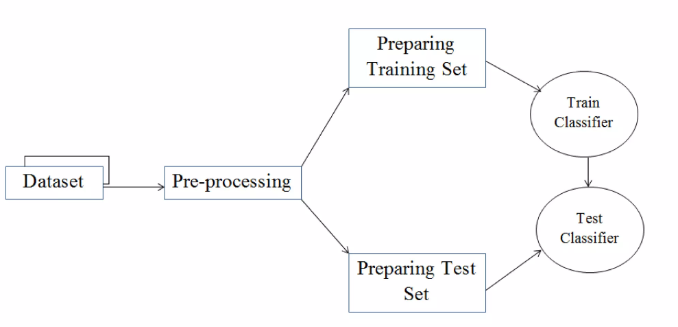 Dataset
Pre-processing
Preparing
Training Set
Train
Classifier
Preparing Test
Set
Test
Classifier